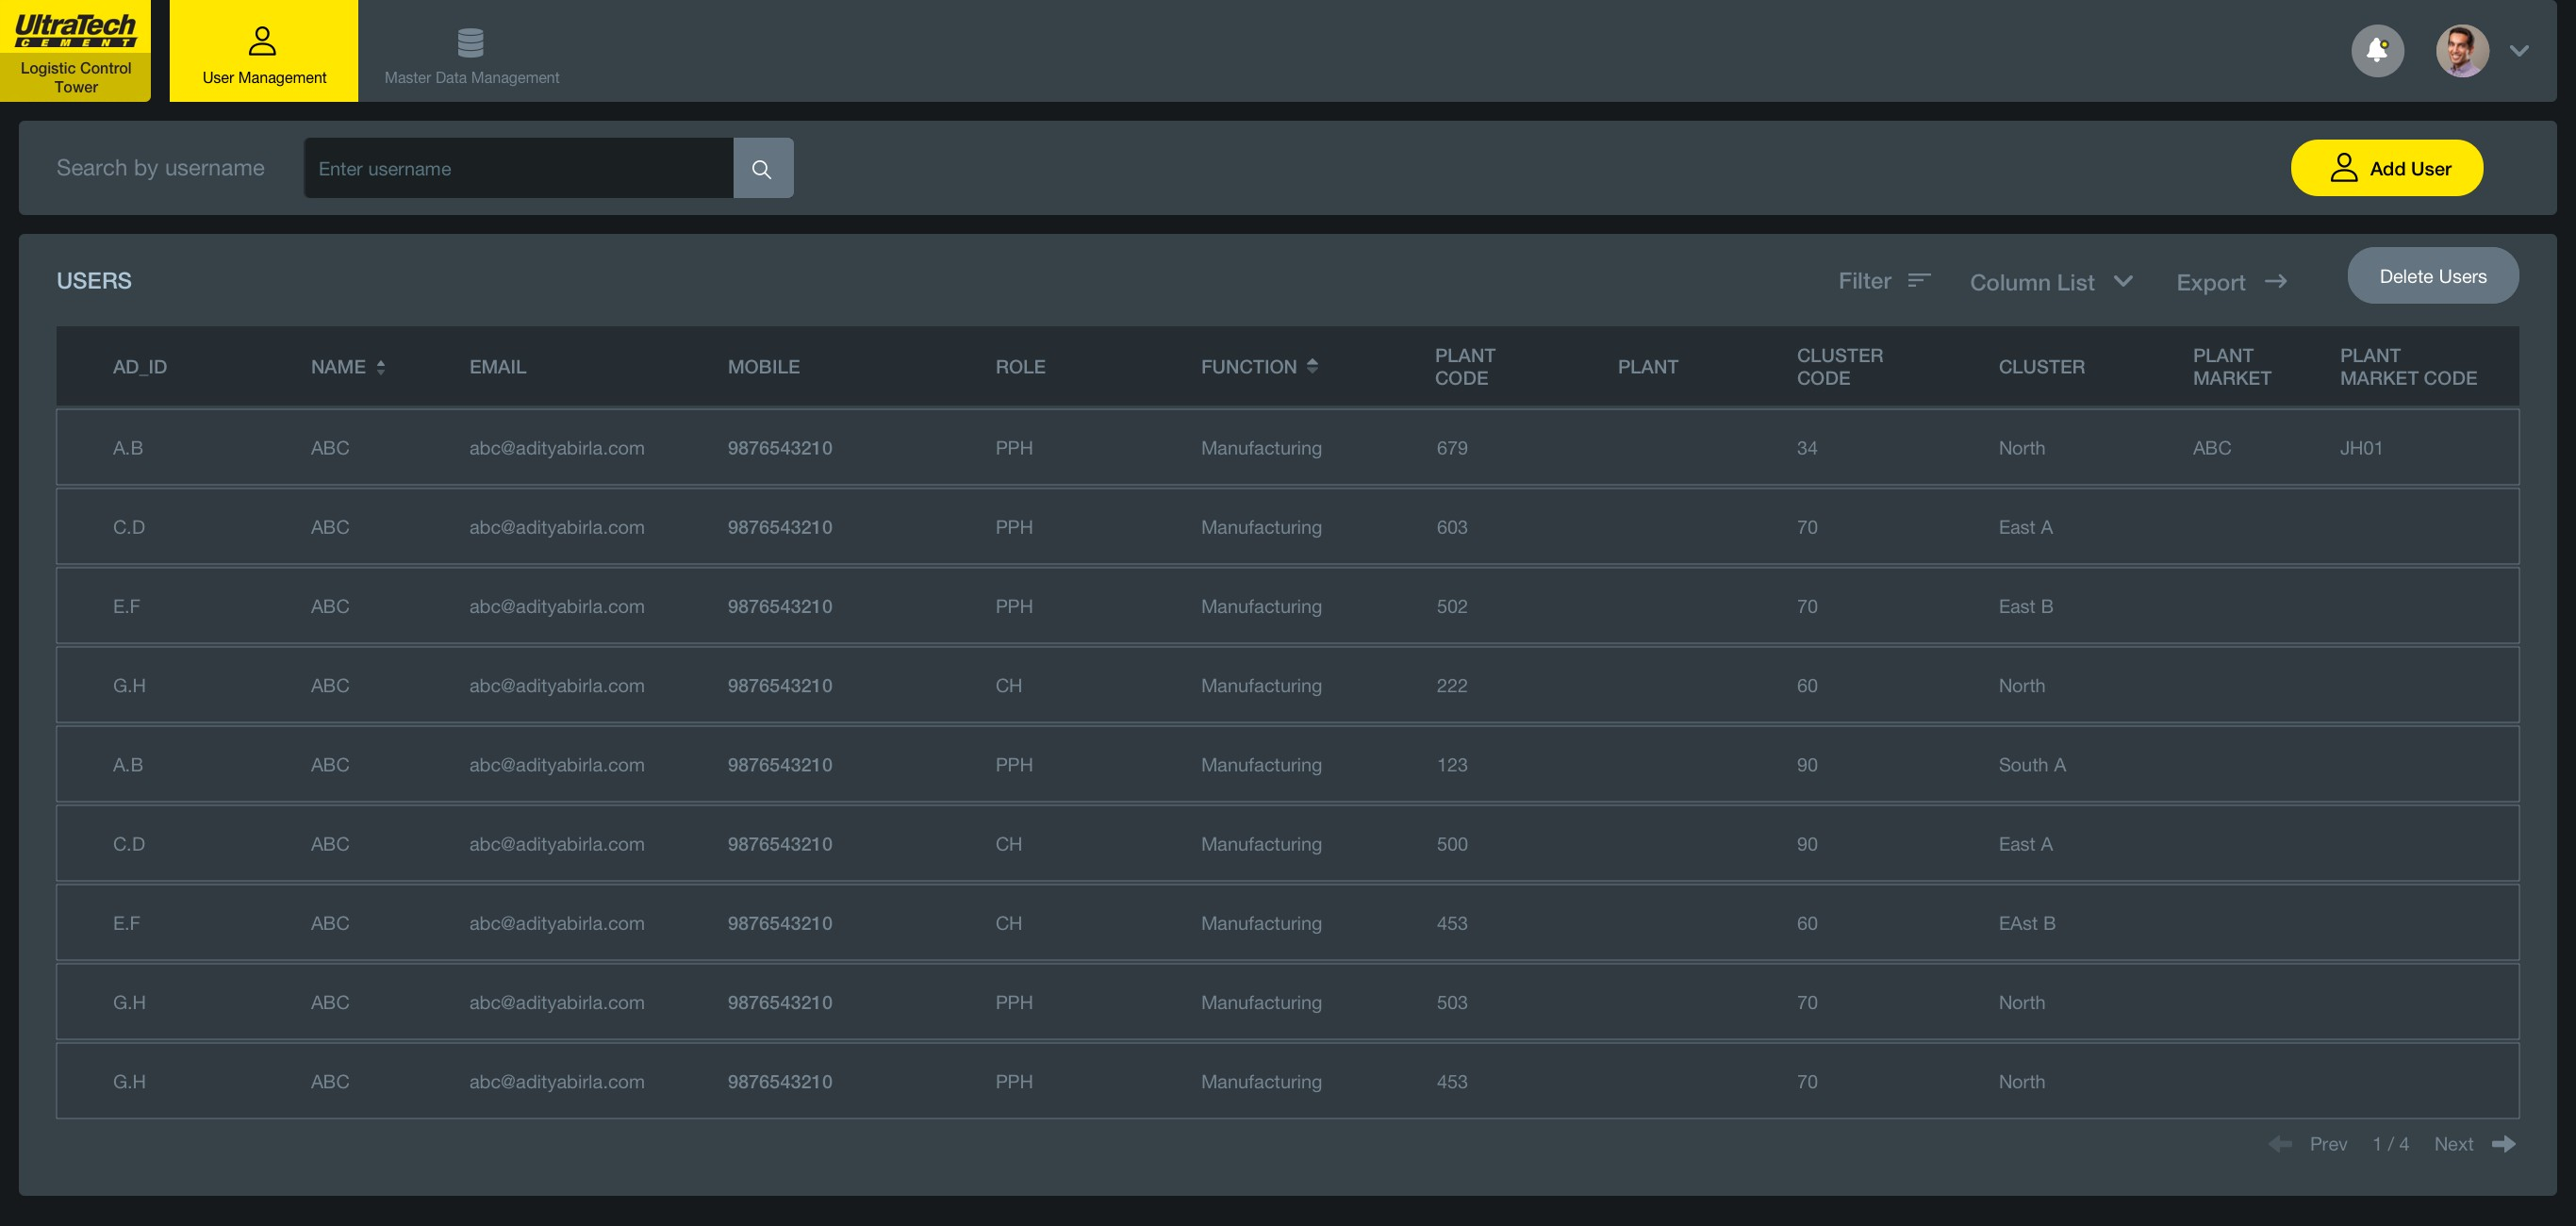 UltraTech
CEMENT
Logistic Control
Tower
User Management
Master Data Management
Search by username
Enter username
Add User
USERS
Filter
Column List
Export
Delete Users
AD_ID NAME EMAIL MOBILE ROLE FUNCTION PLANT CODE PLANT CLUSTER CODE CLUSTER PLANT MARKET PLANT MARKET CODE
A.B ABC abc@adityabirla.com 9876543210 PPH Manufacturing 679 34 North ABC JH01
C.D ABC abc@adityabirla.com 9876543210 PPH Manufacturing 603 70 East A
E.F ABC abc@adityabirla.com 9876543210 PPH Manufacturing 502 70 East B
G.H ABC abc@adityabirla.com 9876543210 CH Manufacturing 222 60 North
A.B ABC abc@adityabirla.com 9876543210 PPH Manufacturing 123 90 South A
C.D ABC abc@adityabirla.com 9876543210 CH Manufacturing 500 90 East A
E.F ABC abc@adityabirla.com 9876543210 CH Manufacturing 453 60 EAst B
G.H ABC abc@adityabirla.com 9876543210 PPH Manufacturing 503 70 North
G.H ABC abc@adityabirla.com 9876543210 PPH Manufacturing 453 70 North
Prev 1 / 4 Next